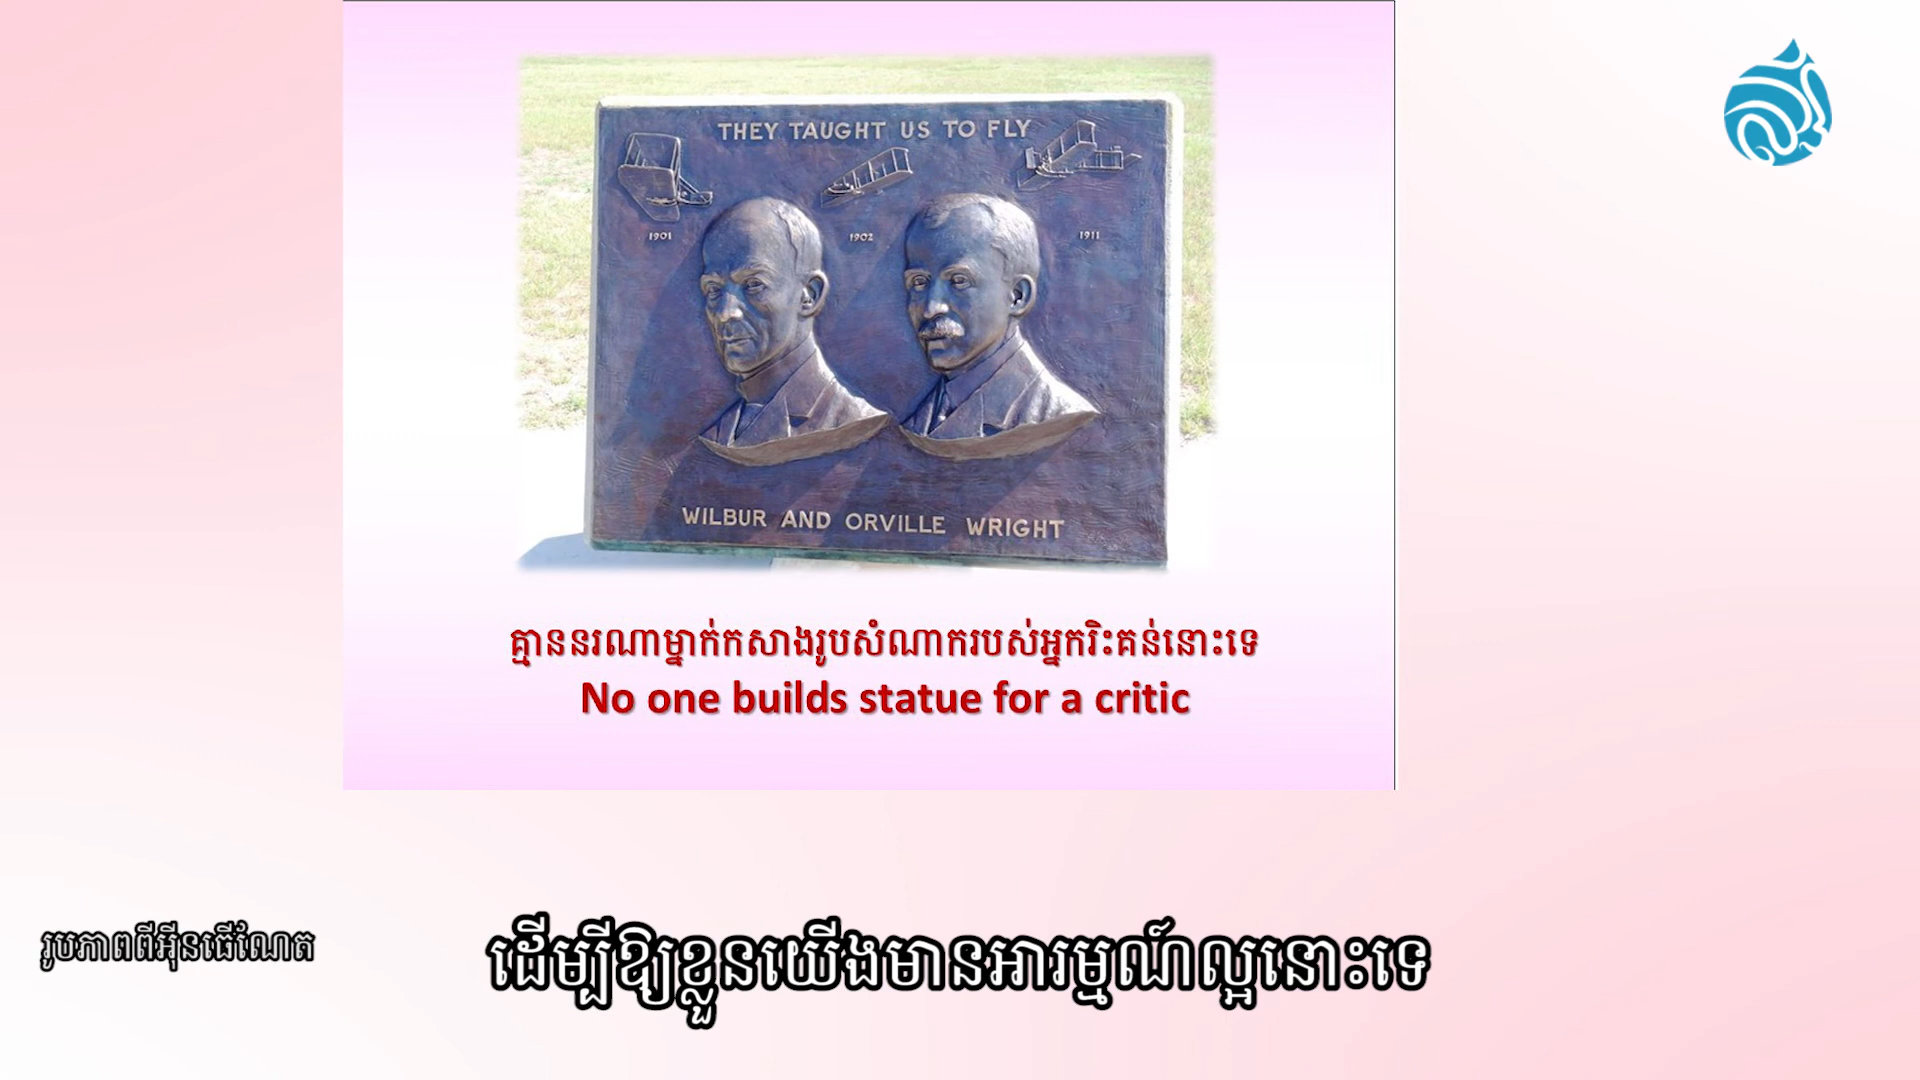 THEY TAUGHT US TO FLY
1901
1902
1911
WILBUR AND ORVILLE WRIGHT
គ្មាននរណាម្នាក់កសាងរូបសំណាករបស់អ្នករិះគន់នោះទេ
No one builds statue for a critic
រូបភាពពីអ៊ីនធើណែត
ដើម្បីឱ្យខ្លួនយើងមានអារម្មណ៍ល្អនោះទេ